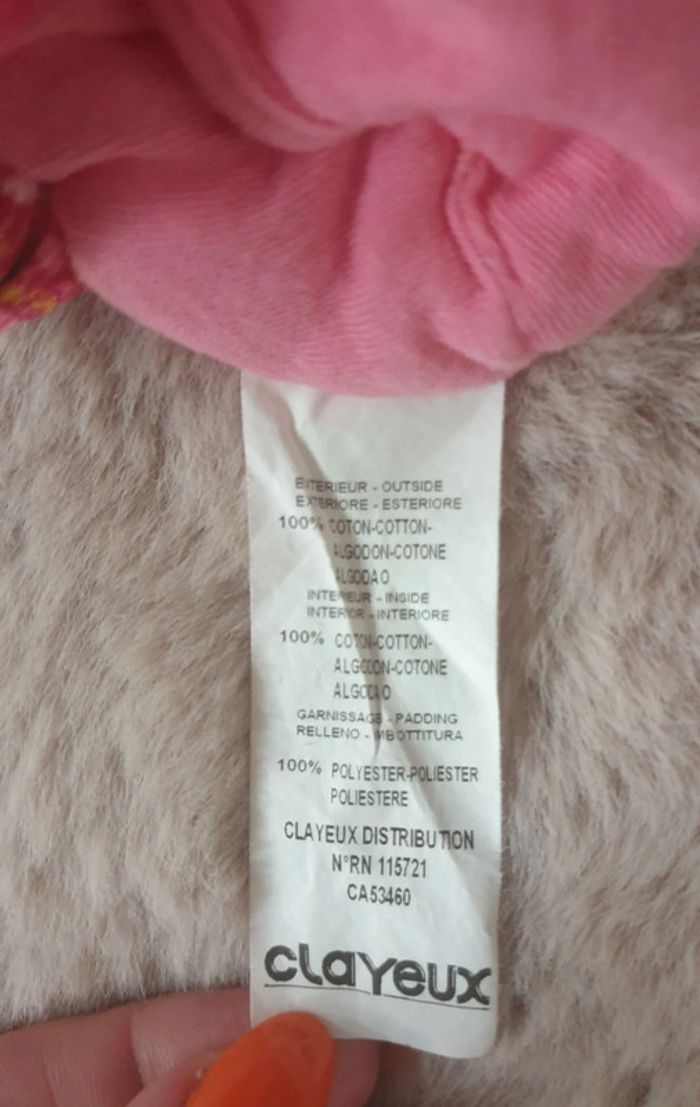 EXTERIEUR - OUTSIDE
EXTERIORE - ESTERIORE
100% COTON-COTTON-
ALGODON-COTONE
ALGODAO
INTERIEUR - INSIDE
INTERIOR - INTERIORE
100% COTON-COTTON-
ALGODON-COTONE
ALGODAO
GARNISSAGE - PADDING
RELLENO - IMBOTTITURA
100% POLYESTER-POLIESTER
POLIESTERE
CLAYEUX DISTRIBUTION
N°RN 115721
CA53460
CLAYEUX